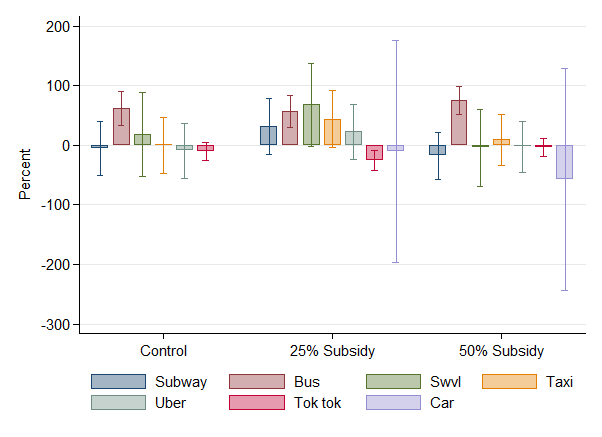 200
100
0
-100
-200
-300
Percent
Control 25% Subsidy 50% Subsidy
Subway Bus Swvl Taxi
Uber Tok tok Car